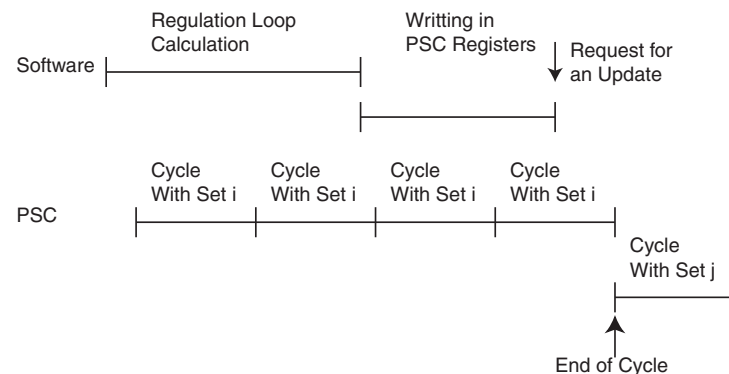 Regulation Loop
Calculation
Writting in
PSC Registers
Request for
an Update
Software
Cycle
With Set i
Cycle
With Set i
Cycle
With Set i
Cycle
With Set i
PSC
Cycle
With Set j
End of Cycle